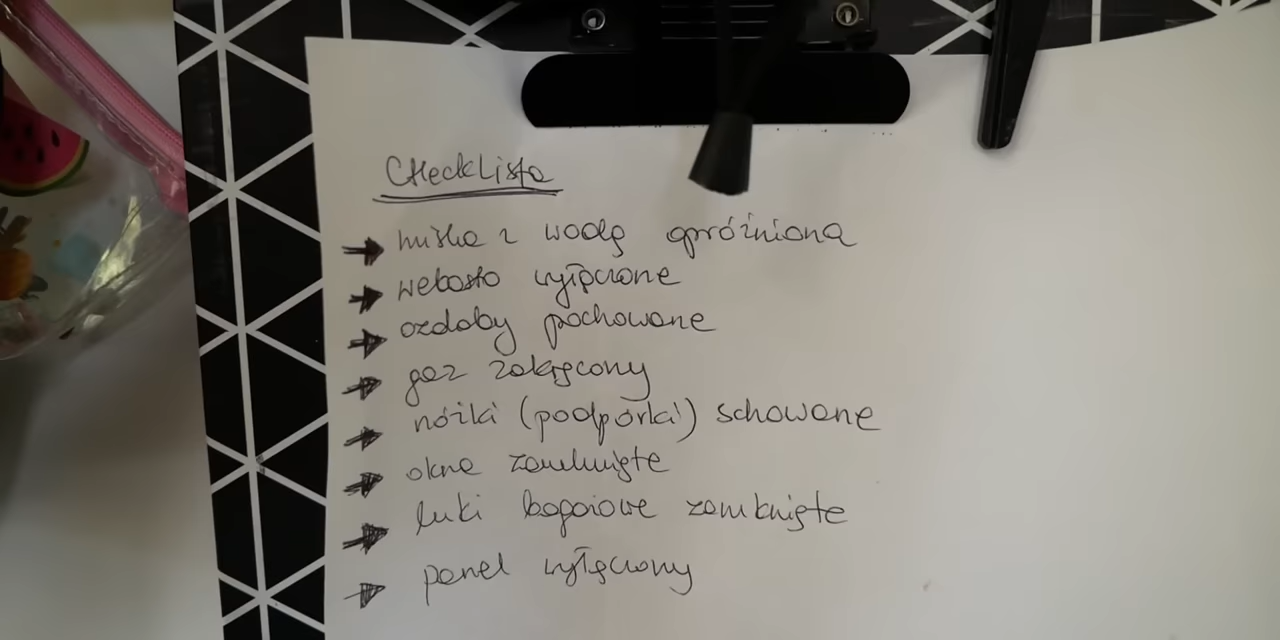 CHeckLista
miska z wodą opróżniona
webasto wyłączone
ozdoby pochowane
gaz zakręcony
nóżki (podpórki) schowane
okna zamknięte
luki bagażowe zamknięte
panel wyłączony